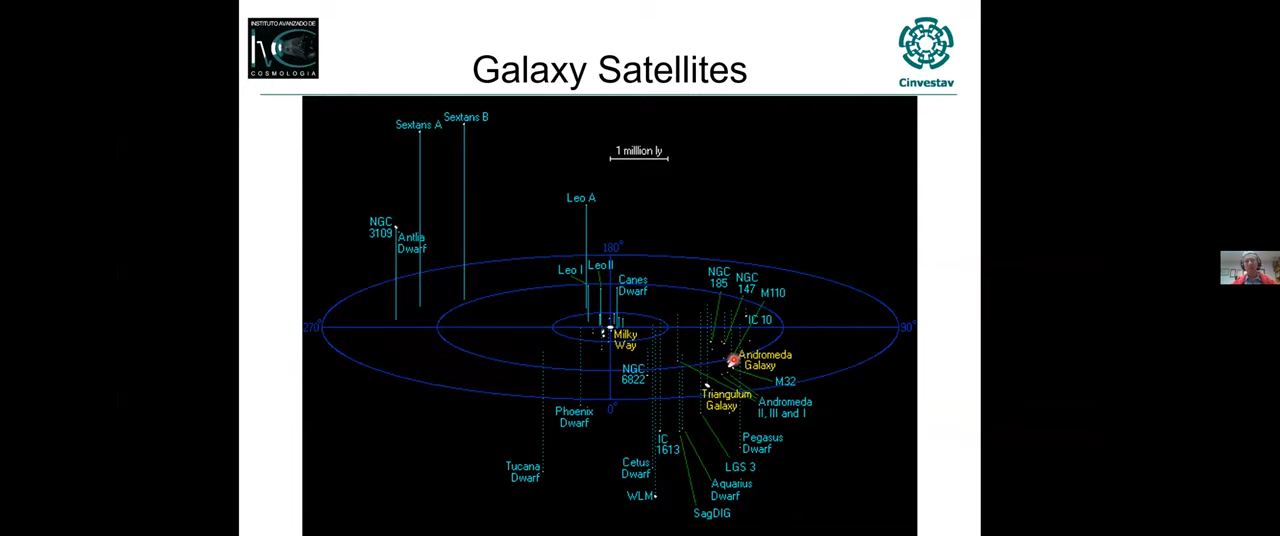 INSTITUTO AVANZADO DE
COSMOLOGIA
Cinvestav
Galaxy Satellites
Sextans A
Sextans B
1 milllion ly
Leo A
NGC
3109
Antlia
Dwarf
180°
Leo I
Leo II
Canes
Dwarf
NGC
185
NGC
147
M110
IC 10
270°
90°
Milky
Way
Andromeda
Galaxy
NGC
6822
M32
Triangulum
Galaxy
Andromeda
II, III and I
Phoenix
Dwarf
0°
IC
1613
Pegasus
Dwarf
Tucana
Dwarf
Cetus
Dwarf
LGS 3
WLM
Aquarius
Dwarf
SagDIG